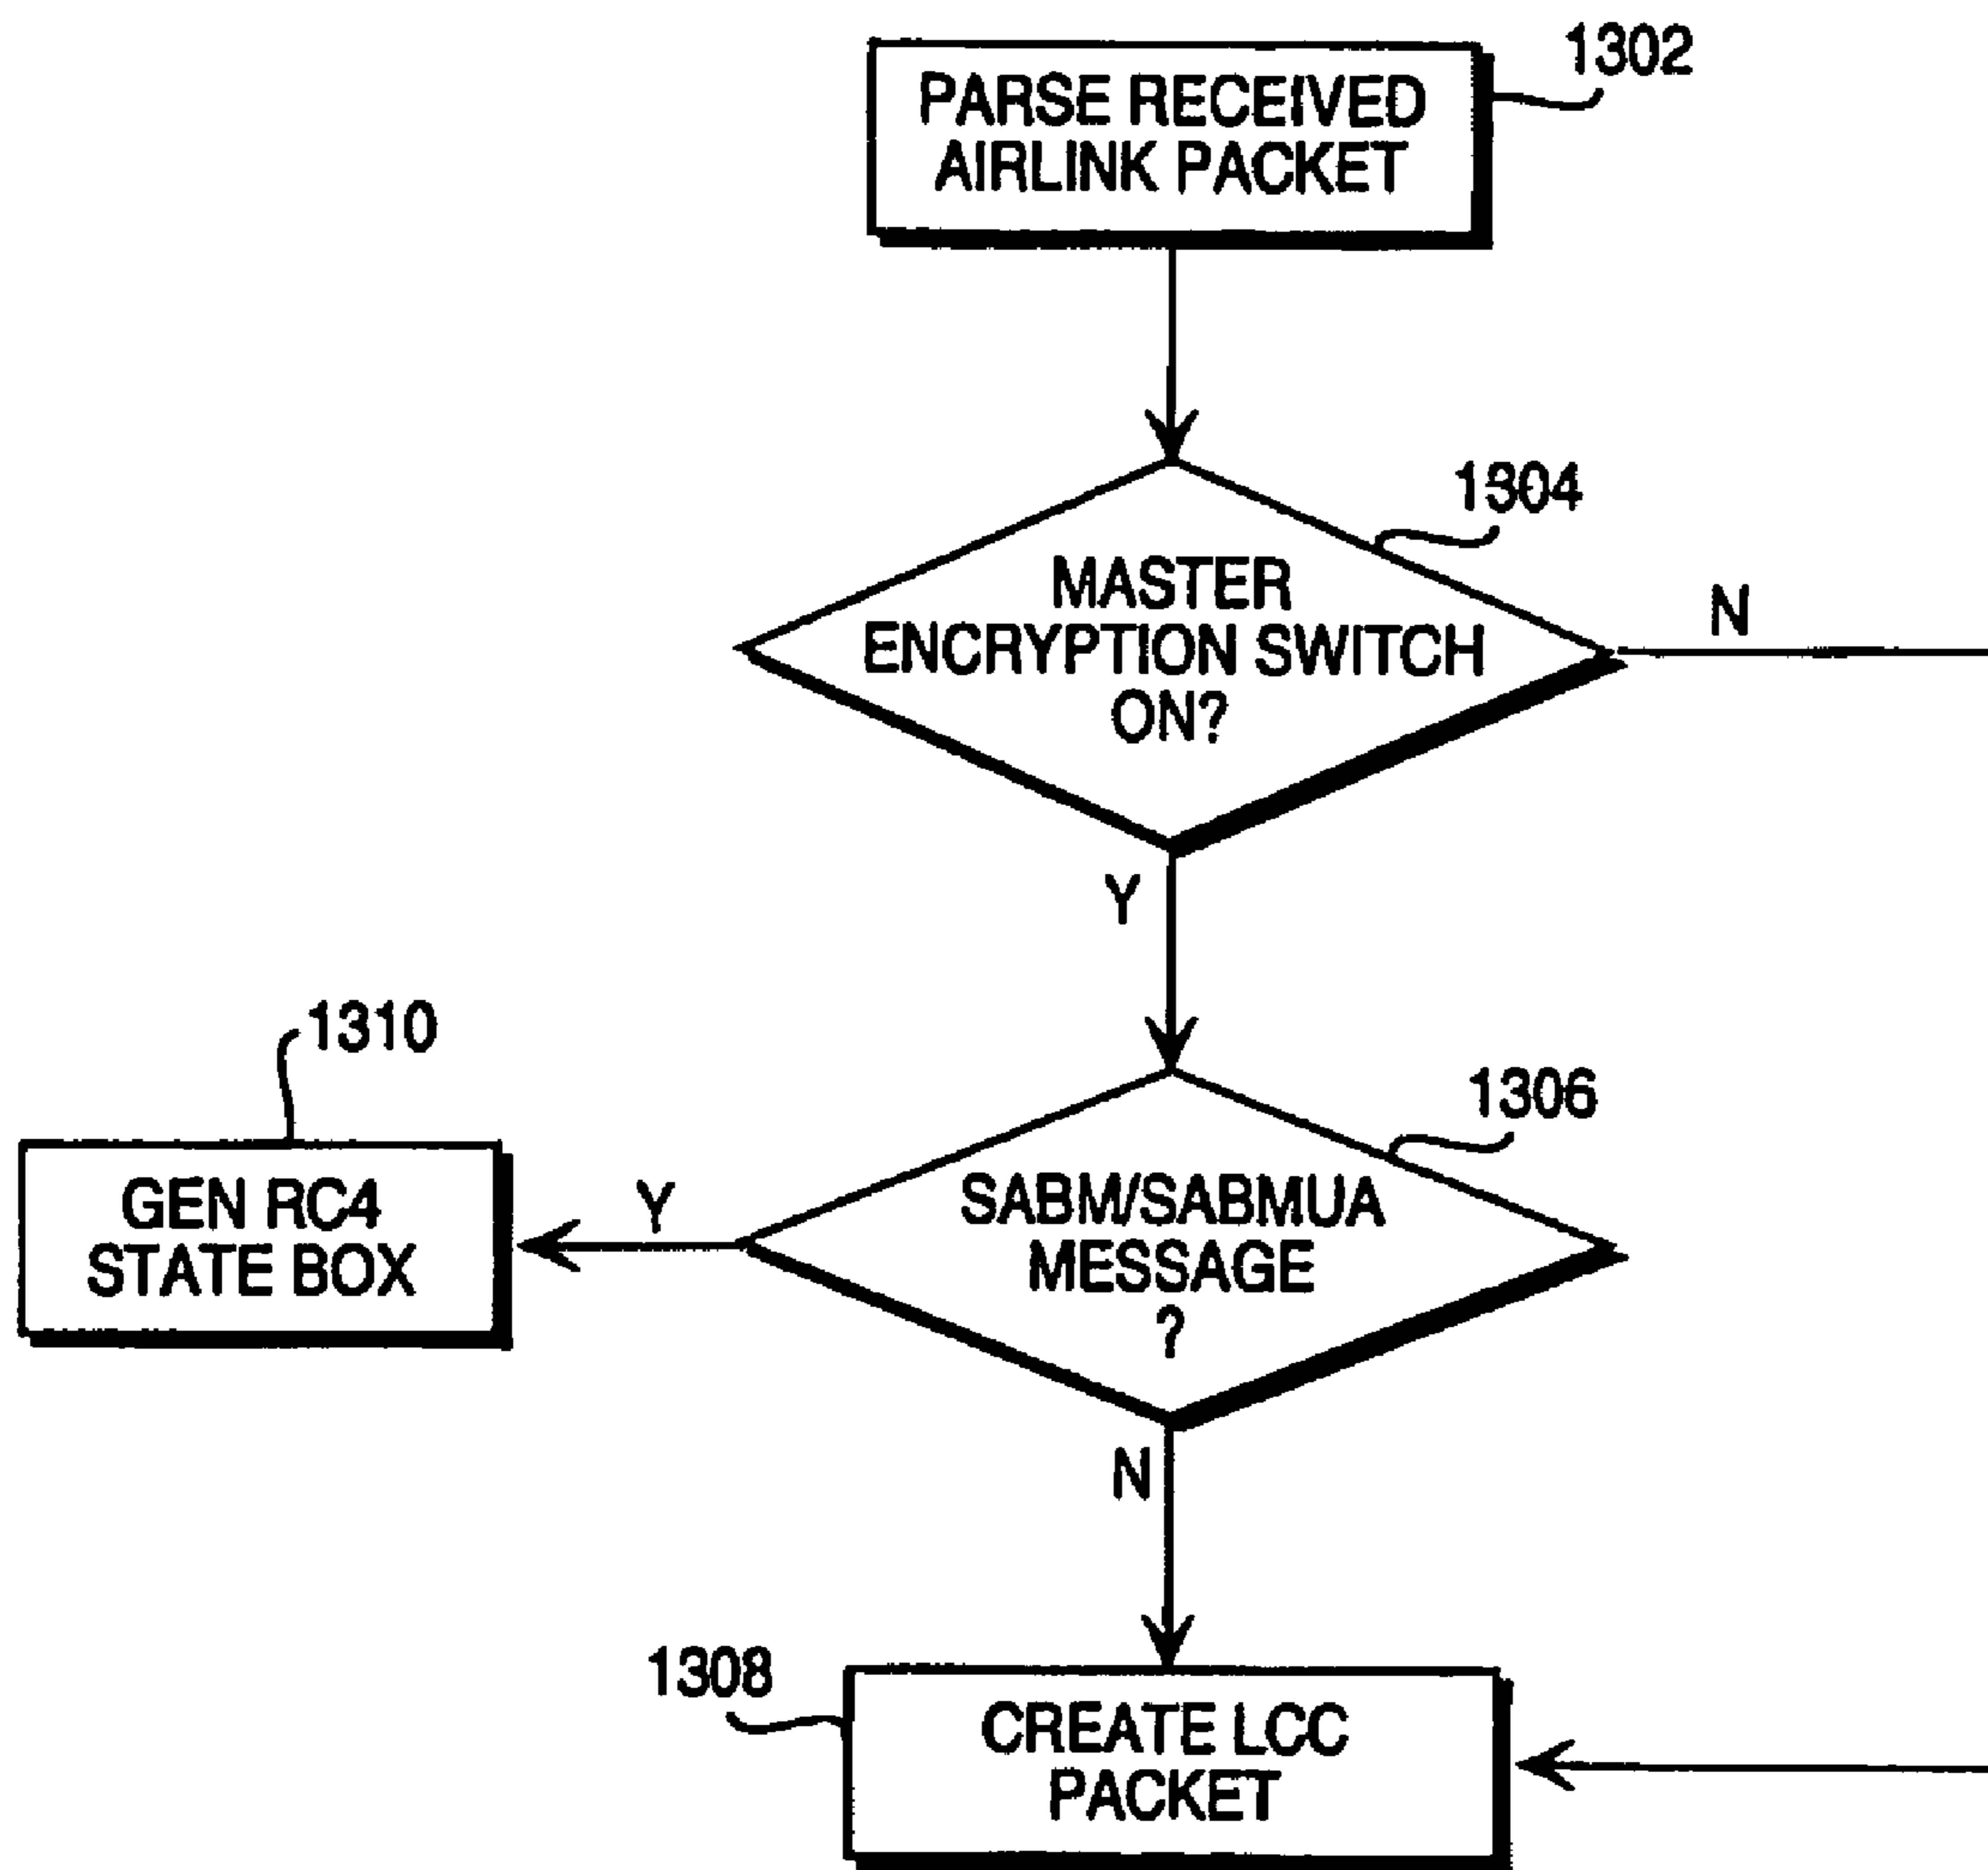 1302
PARSE RECEIVED
AIRLINK PACKET
1304
MASTER
ENCRYPTION SWITCH
ON?
N
Y
1310
GEN RC4
STATE BOX
Y
1306
SABM/SABMUA
MESSAGE
?
N
1308
CREATE LCC
PACKET